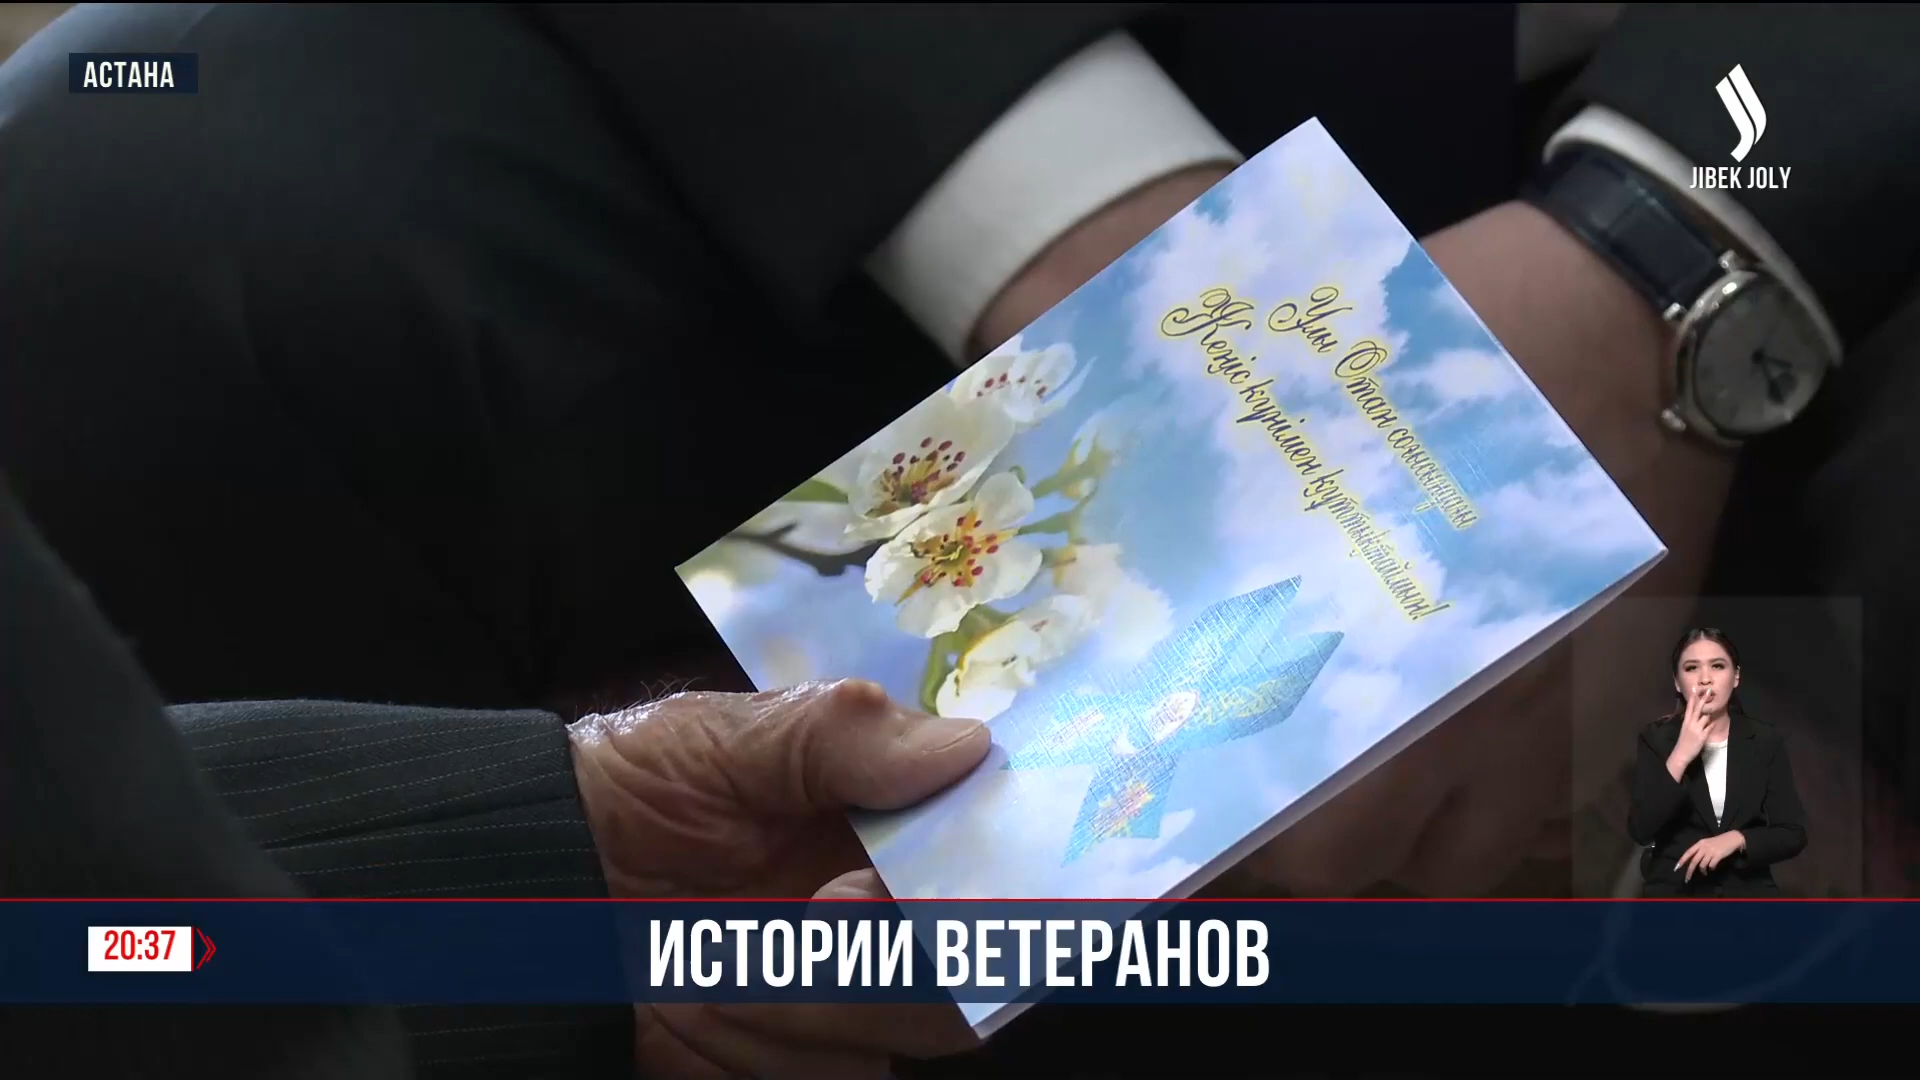 АСТАНА
JIBEK JOLY
Ұлы Отан соғысындағы
Жеңіс күнімен құттықтаймын!
20:37
ИСТОРИИ ВЕТЕРАНОВ